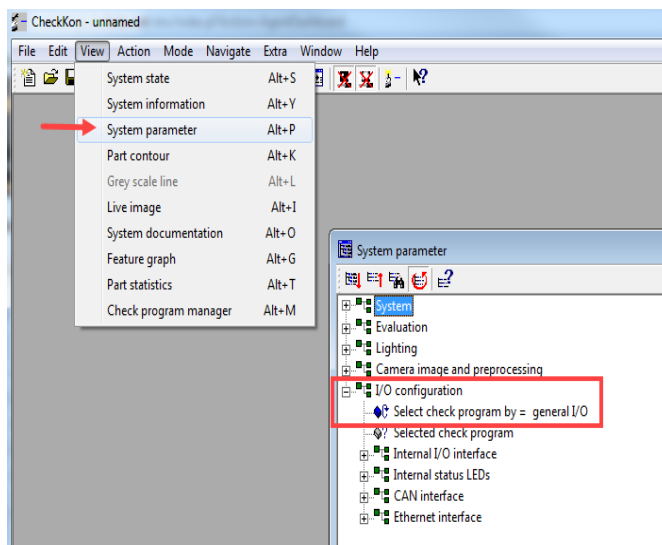 CheckKon - unnamed
File Edit View Action Mode Navigate Extra Window Help
System state Alt+S
System information Alt+Y
System parameter Alt+P
Part contour Alt+K
Grey scale line Alt+L
Live image Alt+I
System documentation Alt+O
Feature graph Alt+G
Part statistics Alt+T
Check program manager Alt+M
System parameter
System
Evaluation
Lighting
Camera image and preprocessing
I/O configuration
Select check program by = general I/O
Selected check program
Internal I/O interface
Internal status LEDs
CAN interface
Ethernet interface